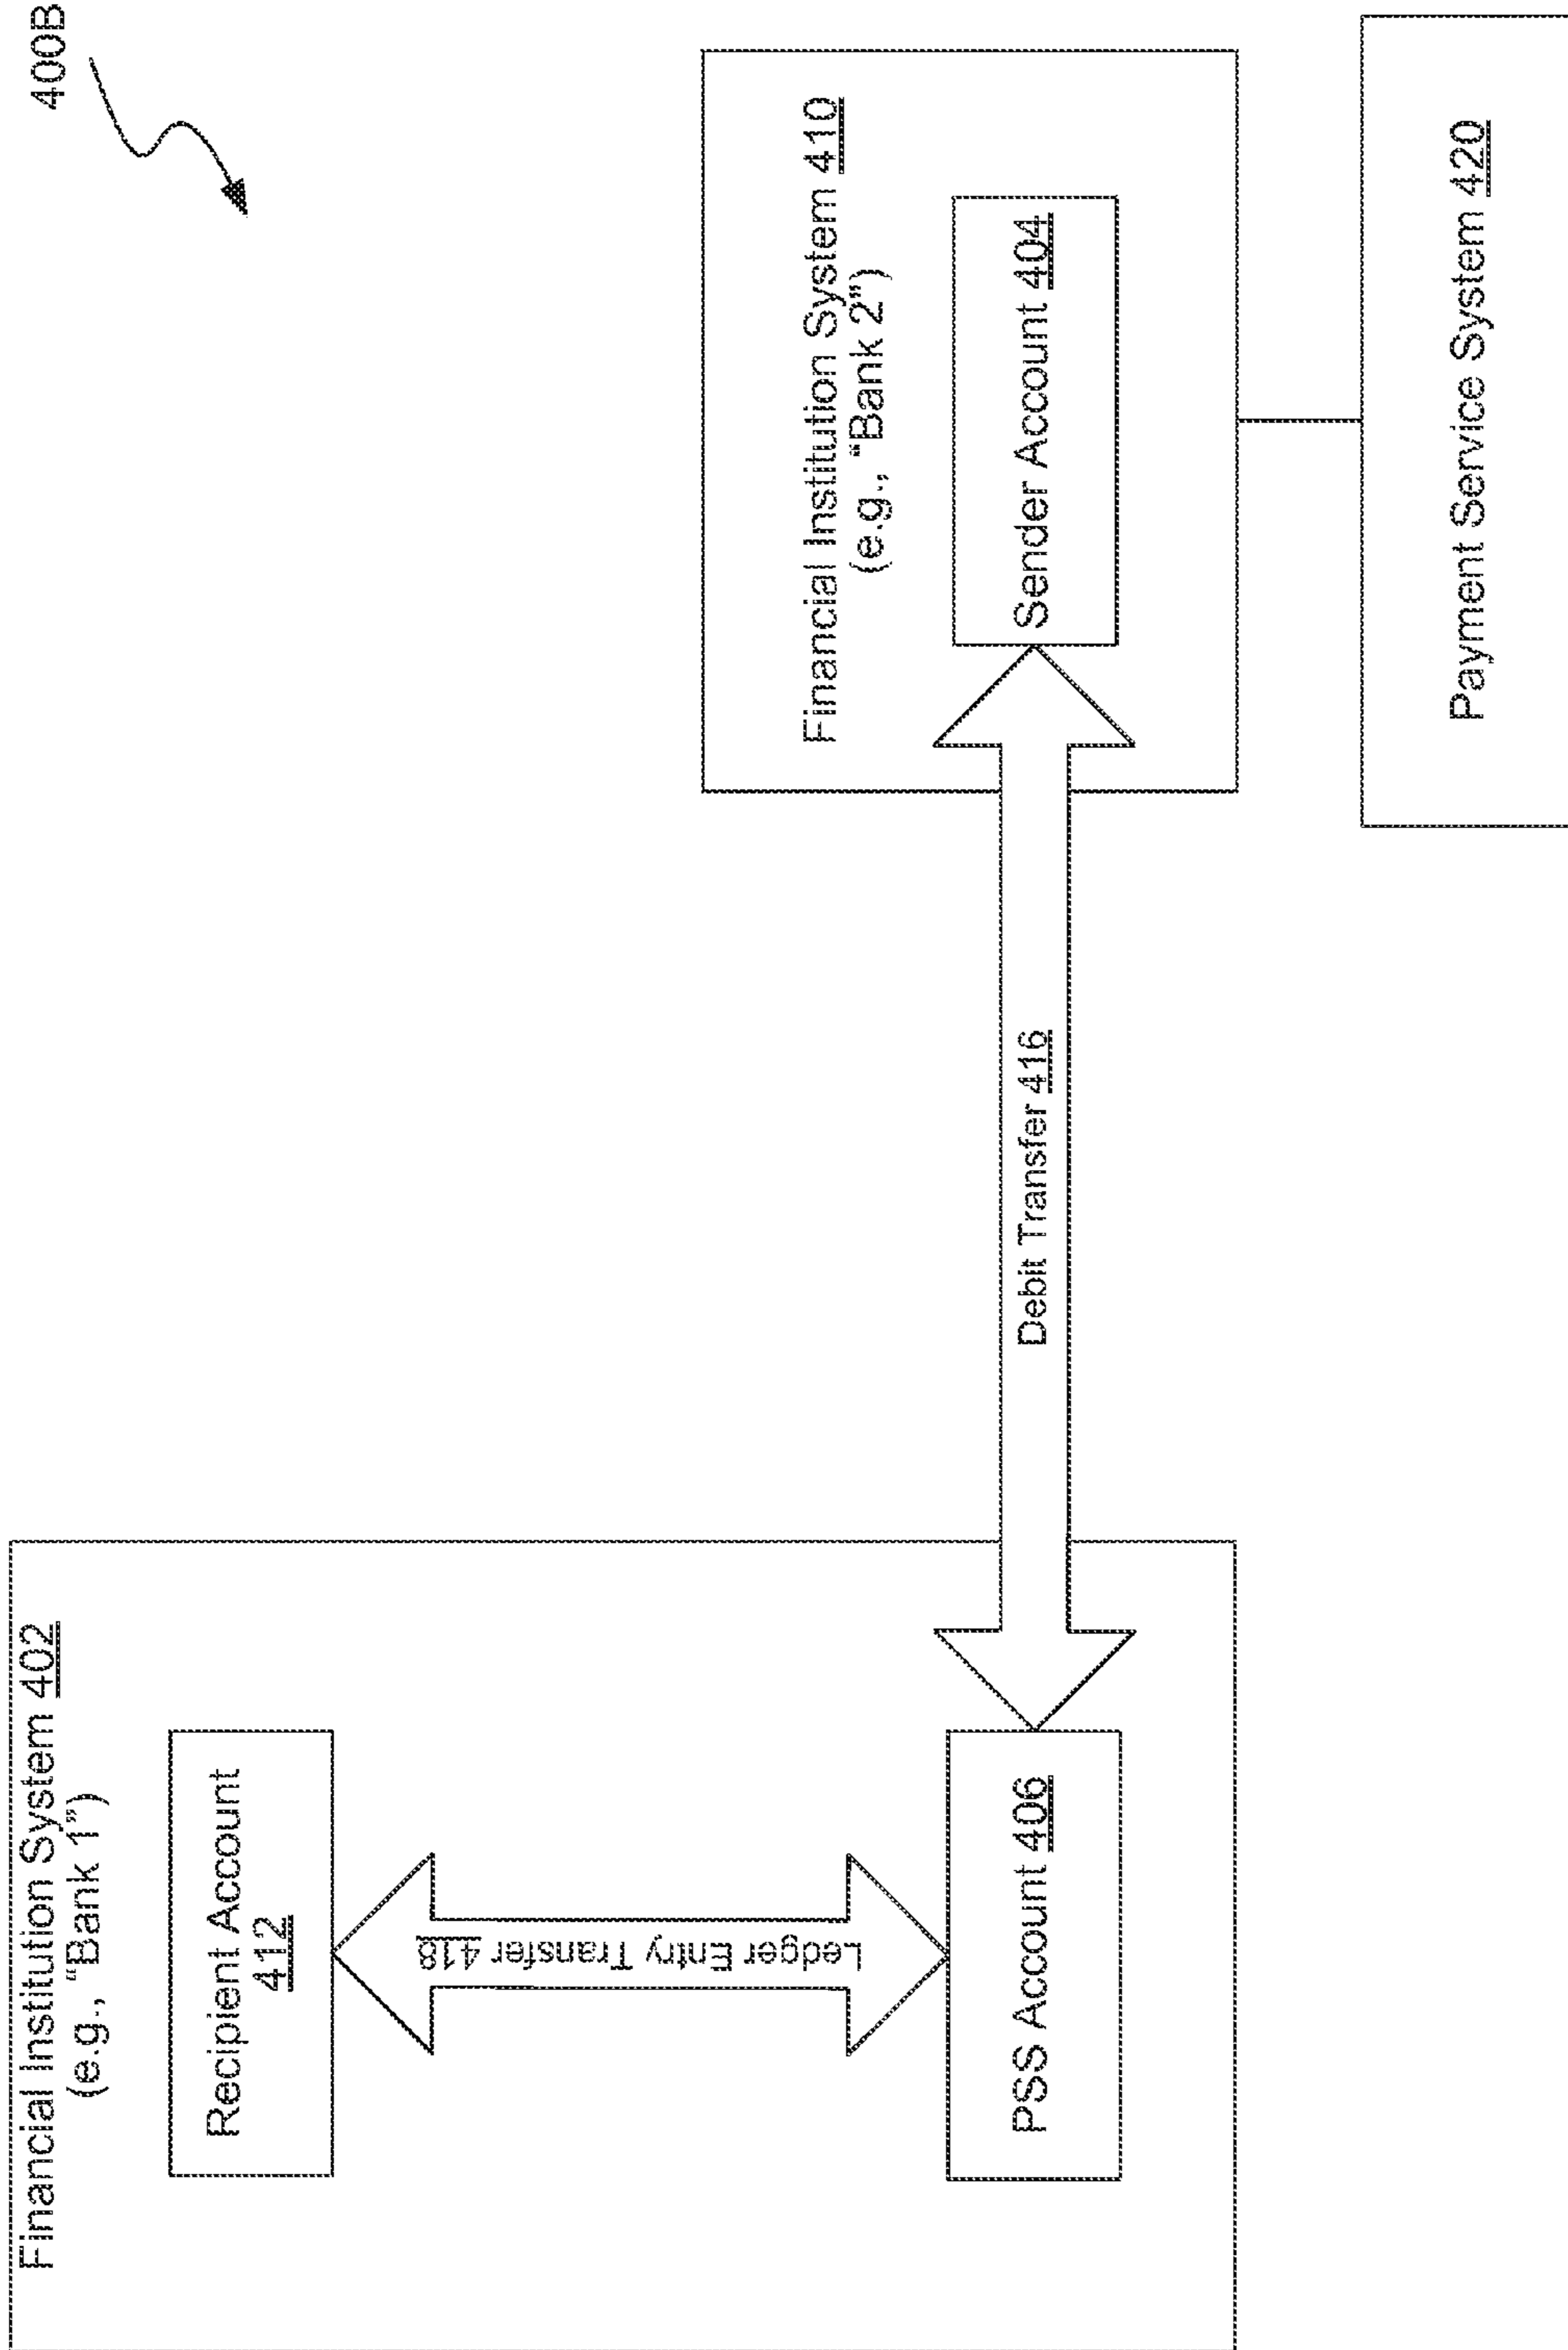 400B
Financial Institution System 402
(e.g., "Bank 1")
Recipient Account
412
Ledger Entry Transfer 418
PSS Account 406
Debit Transfer 416
Financial Institution System 410
(e.g., "Bank 2")
Sender Account 404
Payment Service System 420